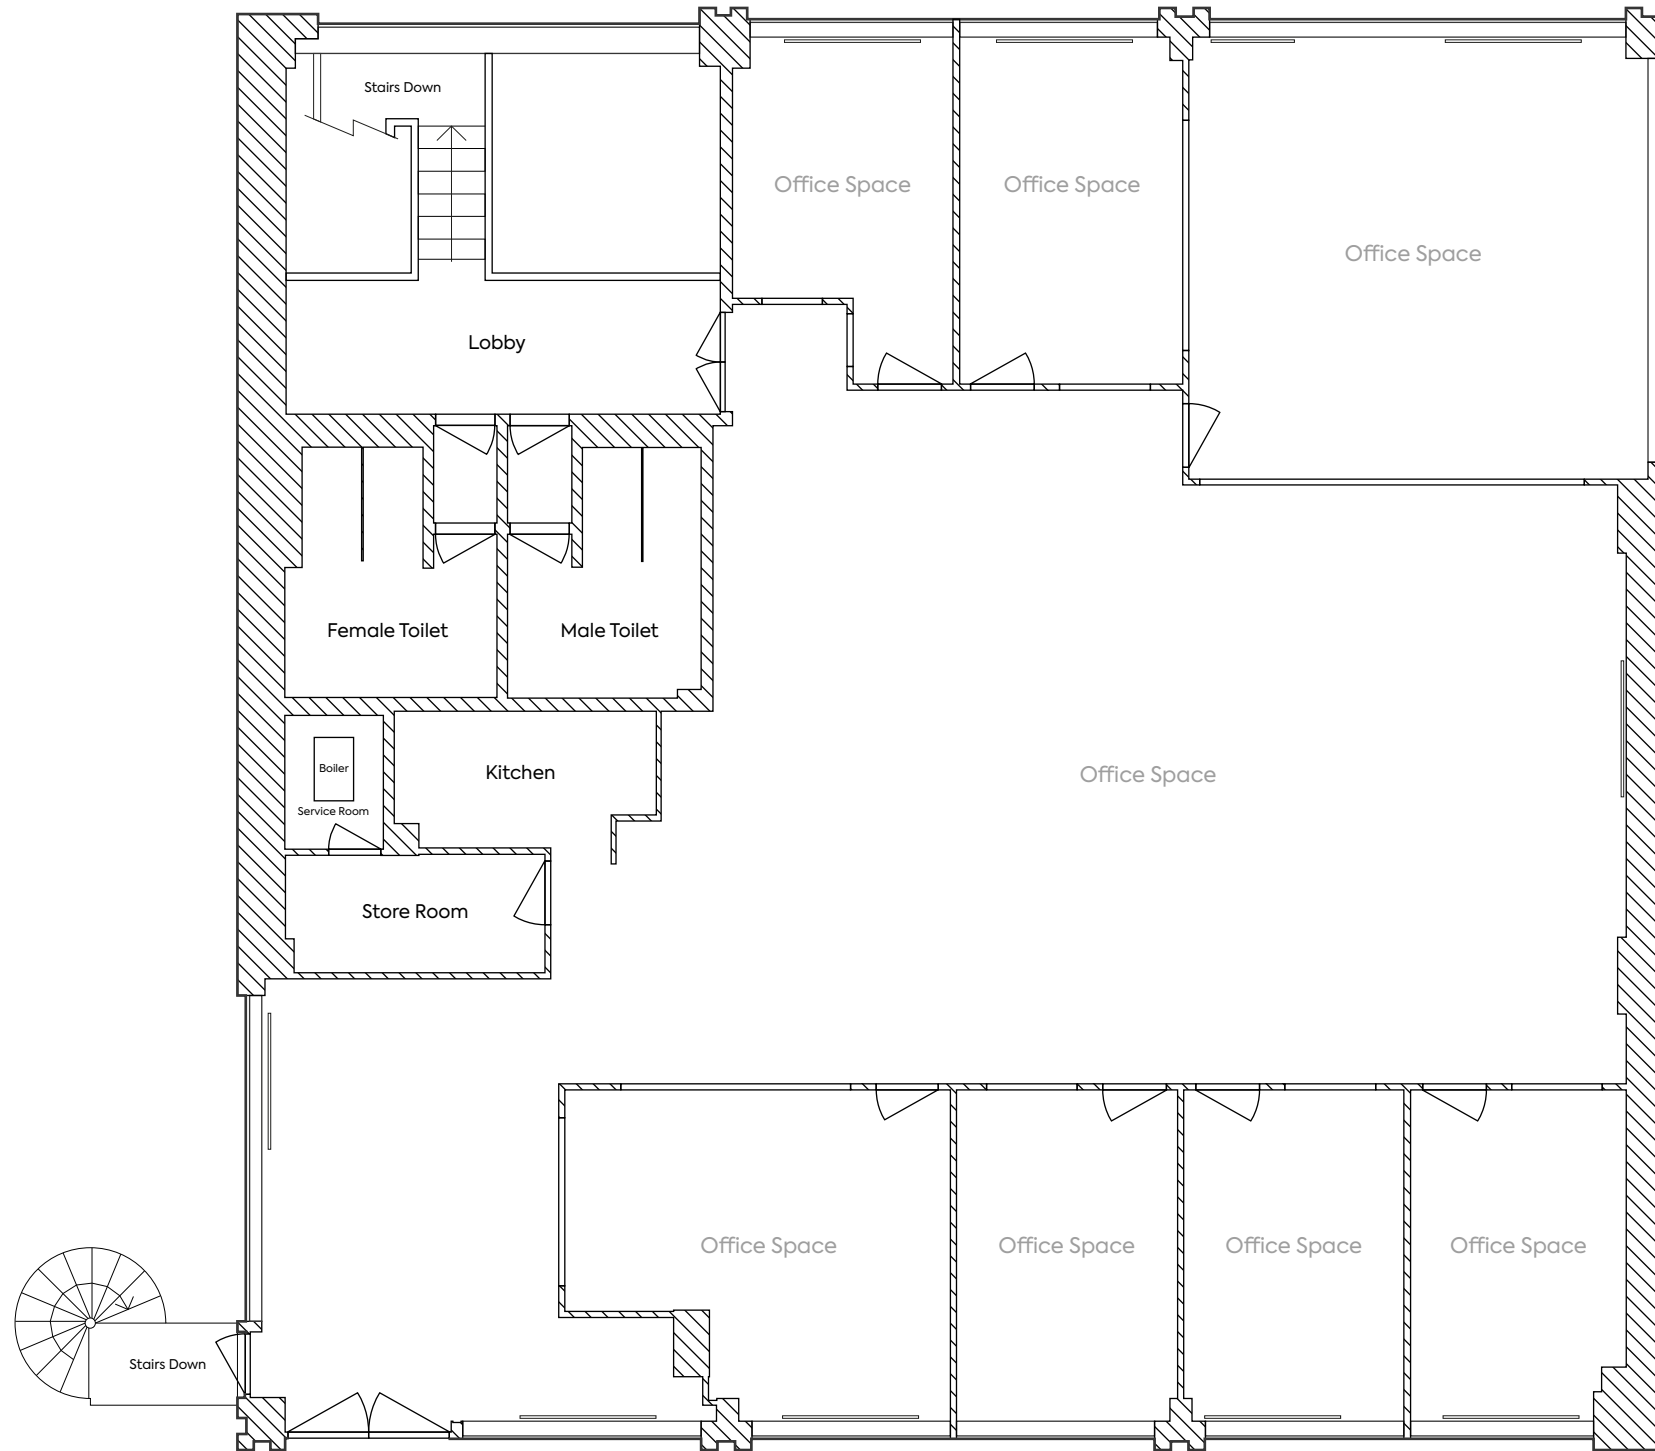 Stairs Down
Office Space
Office Space
Office Space
Lobby
Female Toilet
Male Toilet
Boiler
Service Room
Kitchen
Office Space
Store Room
Office Space
Office Space
Office Space
Office Space
Stairs Down